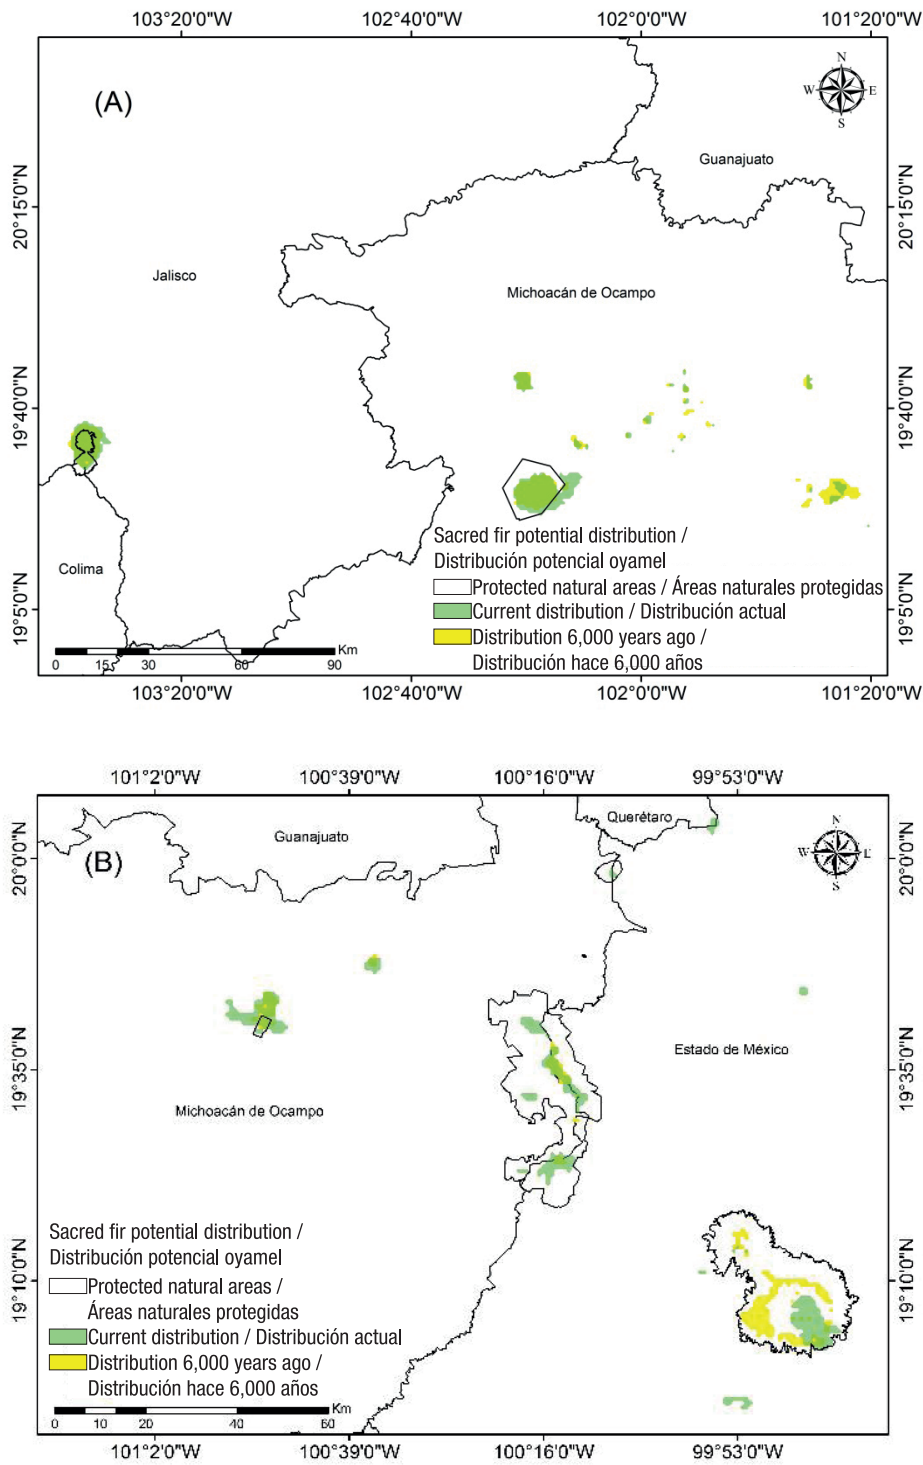 103°20'0"W 102°40'0"W 102°0'0"W 101°20'0"W
(A)
N
W E
S
Guanajuato
20°15'0"N 20°15'0"N
Jalisco
Michoacán de Ocampo
19°40'0"N 19°40'0"N
Colima
19°5'0"N 19°5'0"N
Sacred fir potential distribution /
Distribución potencial oyamel
Protected natural areas / Áreas naturales protegidas
Current distribution / Distribución actual
Distribution 6,000 years ago /
Distribución hace 6,000 años
Km
0 15 30 60 90
103°20'0"W 102°40'0"W 102°0'0"W 101°20'0"W
101°2'0"W 100°39'0"W 100°16'0"W 99°53'0"W
Querétaro
Guanajuato
(B)
N
W E
S
20°0'0"N 20°0'0"N
Estado de México
19°35'0"N 19°35'0"N
Michoacán de Ocampo
19°10'0"N 19°10'0"N
Sacred fir potential distribution /
Distribución potencial oyamel
Protected natural areas /
Áreas naturales protegidas
Current distribution / Distribución actual
Distribution 6,000 years ago /
Distribución hace 6,000 años
Km
0 10 20 40 60
101°2'0"W 100°39'0"W 100°16'0"W 99°53'0"W